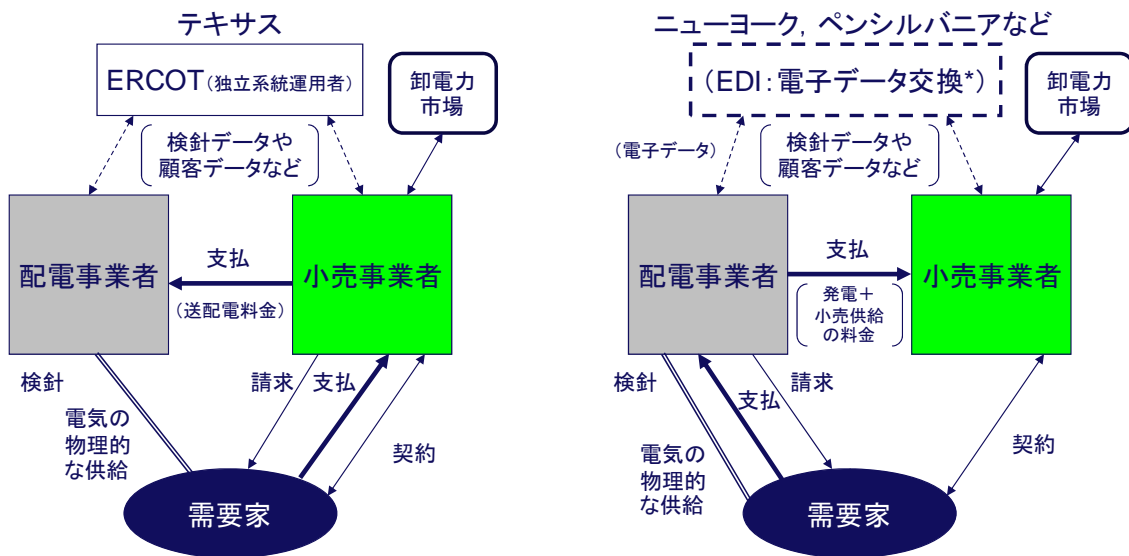 テキサス
ERCOT(独立系統運用者)
卸電力
市場
検針データや
顧客データなど
配電事業者
支払
(送配電料金)
小売事業者
検針
請求
支払
電気の
物理的
な供給
契約
需要家
ニューヨーク, ペンシルバニアなど
(EDI:電子データ交換*)
卸電力
市場
(電子データ)
検針データや
顧客データなど
配電事業者
支払
発電+
小売供給
の料金
小売事業者
検針
支払
請求
電気の
物理的
な供給
契約
需要家